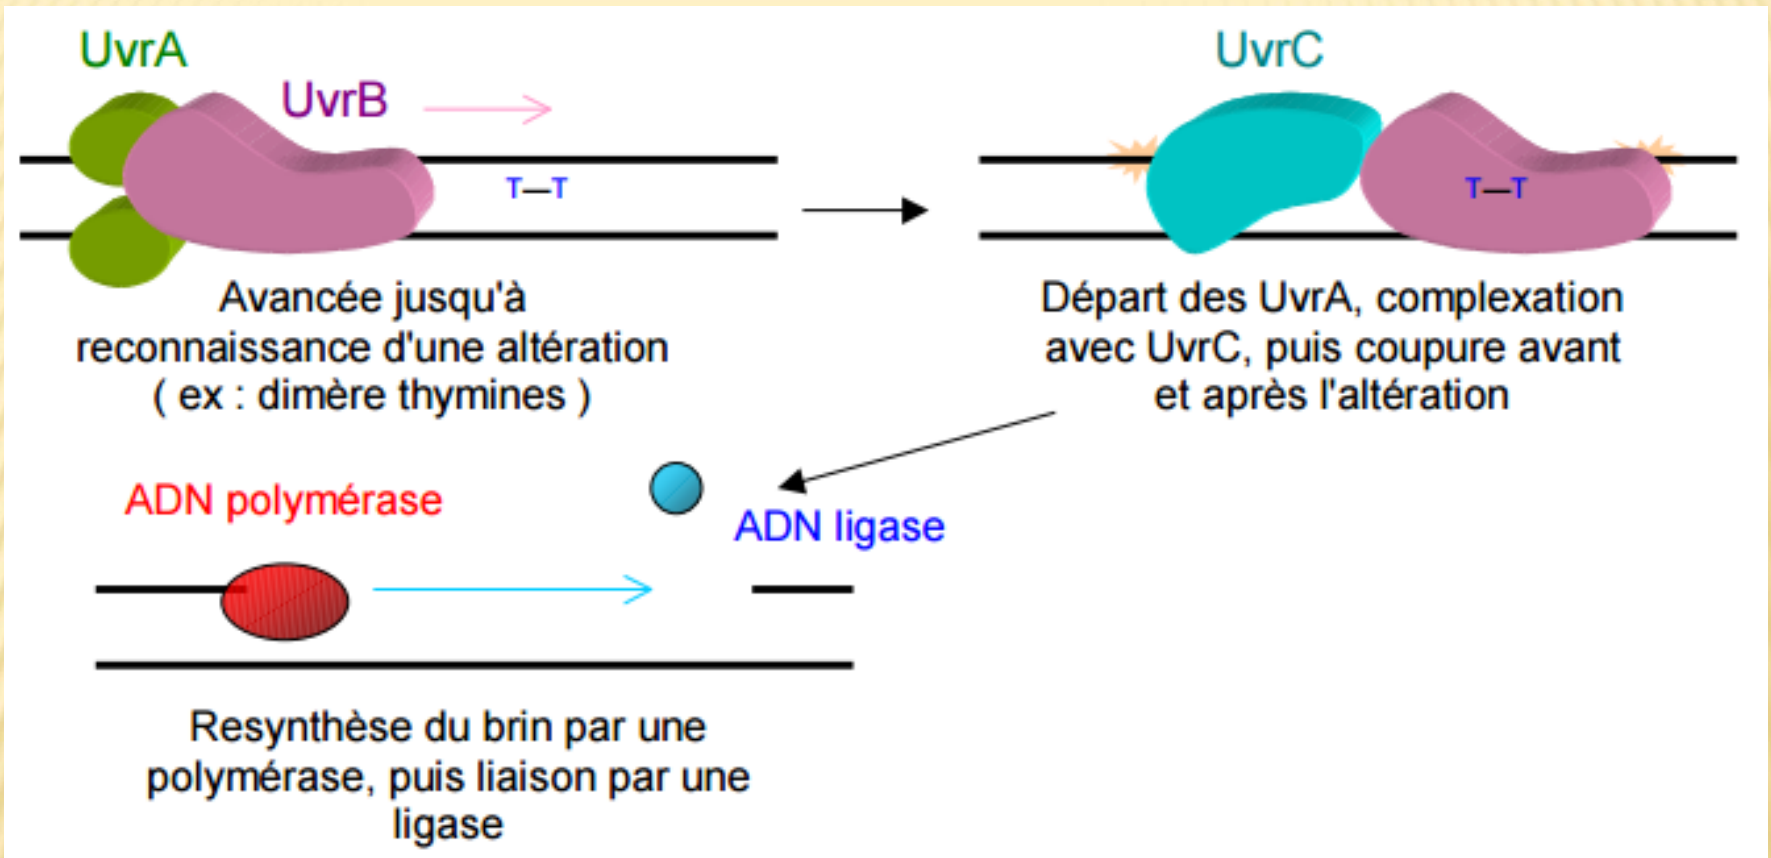 UvrA
UvrB
T—T
Avancée jusqu'à
reconnaissance d'une altération
( ex : dimère thymines )
UvrC
T—T
Départ des UvrA, complexation
avec UvrC, puis coupure avant
et après l'altération
ADN polymérase
ADN ligase
Resynthèse du brin par une
polymérase, puis liaison par une
ligase